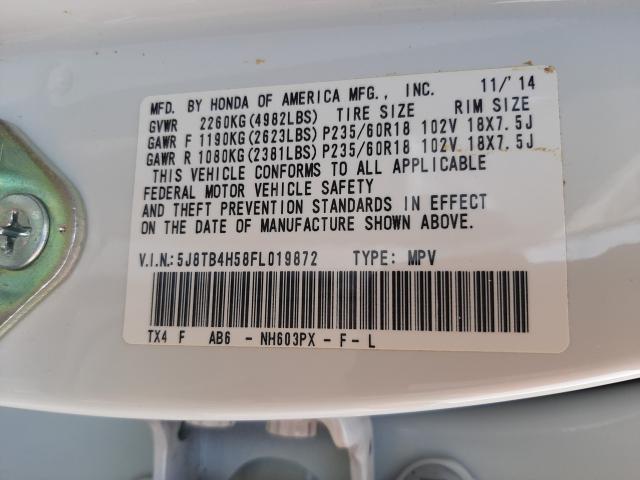 MFD. BY HONDA OF AMERICA MFG., INC. 11/'14
GVWR 2260KG(4982LBS) TIRE SIZE RIM SIZE
GAWR F 1190KG(2623LBS) P235/60R18 102V 18X7.5J
GAWR R 1080KG(2381LBS) P235/60R18 102V 18X7.5J
THIS VEHICLE CONFORMS TO ALL APPLICABLE
FEDERAL MOTOR VEHICLE SAFETY
AND THEFT PREVENTION STANDARDS IN EFFECT
ON THE DATE OF MANUFACTURE SHOWN ABOVE.
V.I.N.: 5J8TB4H58FL019872 TYPE: MPV
TX4 F AB6 - NH603PX - F - L